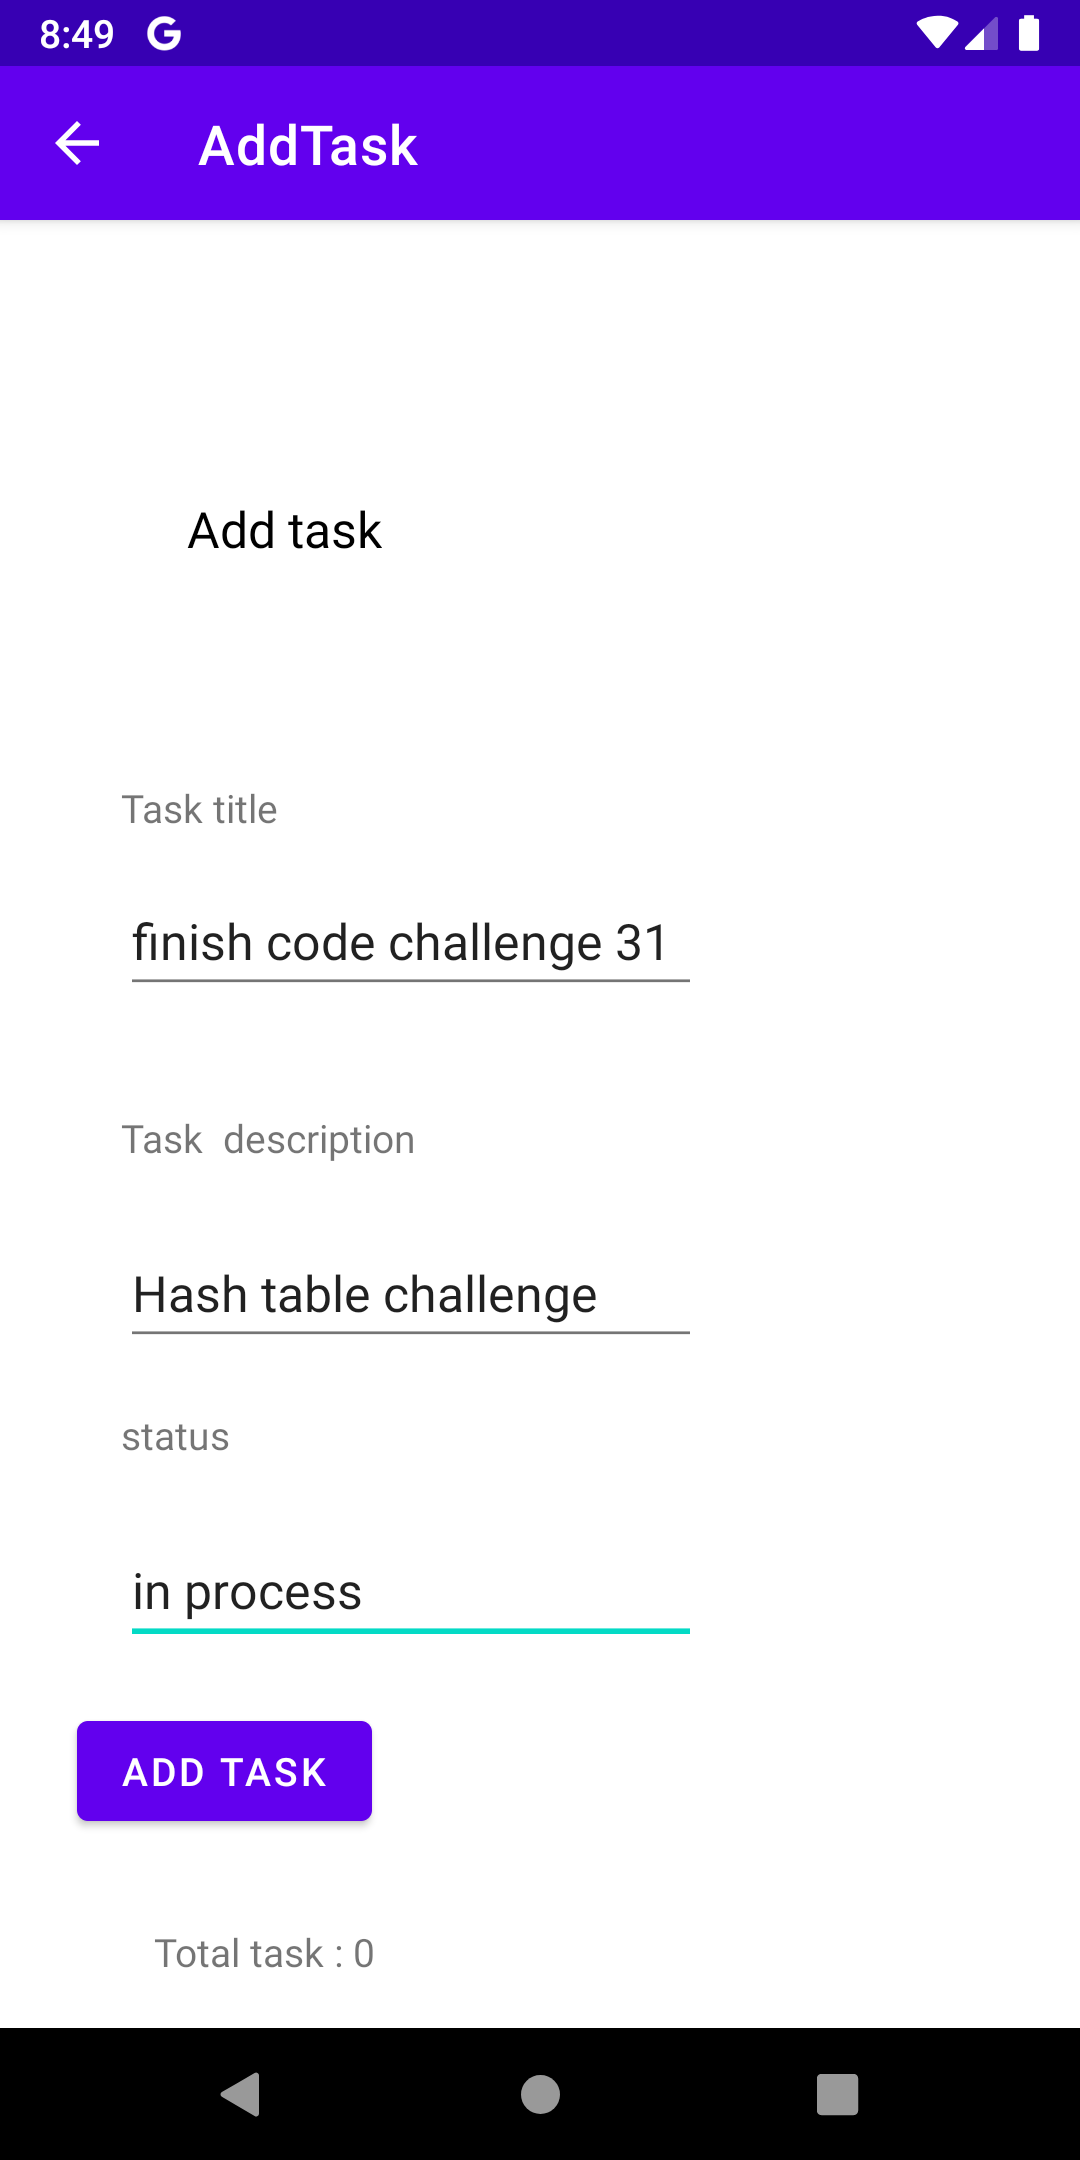 8:49 G
AddTask
Add task
Task title
finish code challenge 31
Task  description
Hash table challenge
status
in process
ADD TASK
Total task : 0